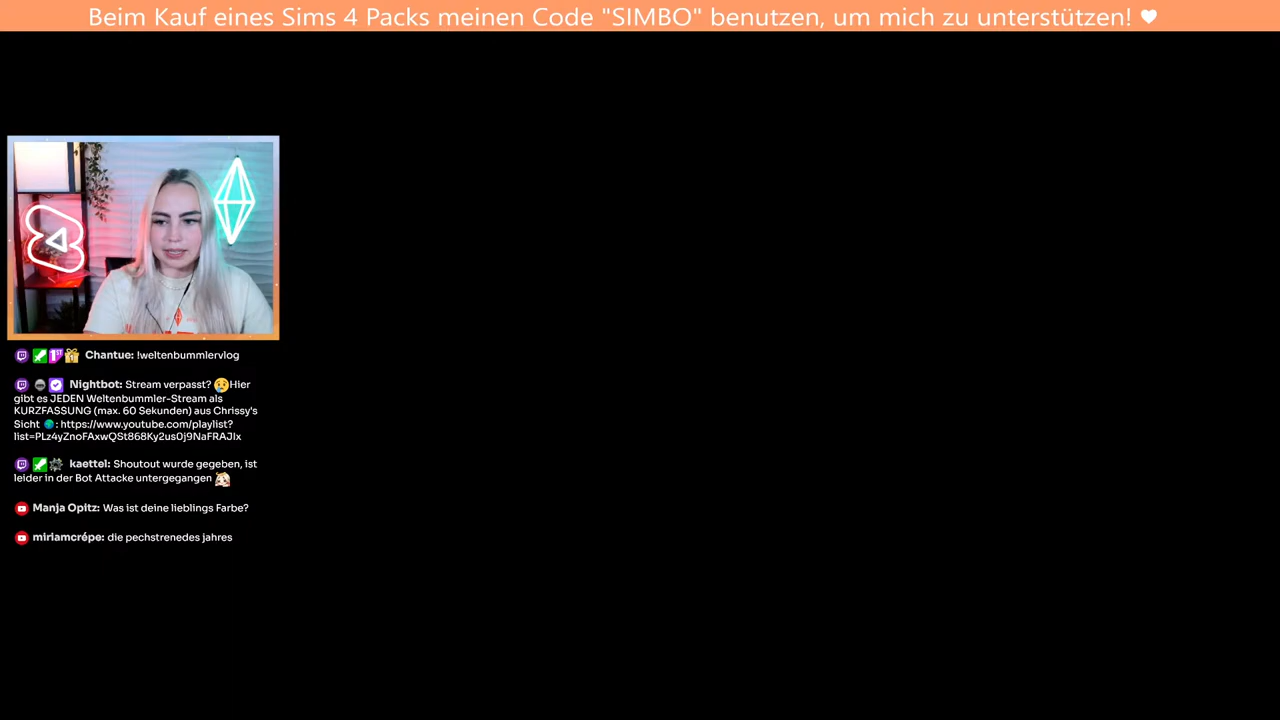 Beim Kauf eines Sims 4 Packs meinen Code "SIMBO" benutzen, um mich zu unterstützen! ♥
Chantue: !weltenbummlervlog
Nightbot: Stream verpasst? 😢Hier
gibt es JEDEN Weltenbummler-Stream als
KURZFASSUNG (max. 60 Sekunden) aus Chrissy's
Sicht 🌍: https://www.youtube.com/playlist?
list=PLz4yZnoFAxwQSt868Ky2us0j9NaFRAJIx
kaettel: Shoutout wurde gegeben, ist
leider in der Bot Attacke untergegangen
Manja Opitz: Was ist deine lieblings Farbe?
miriamcrépe: die pechstrenedes jahres